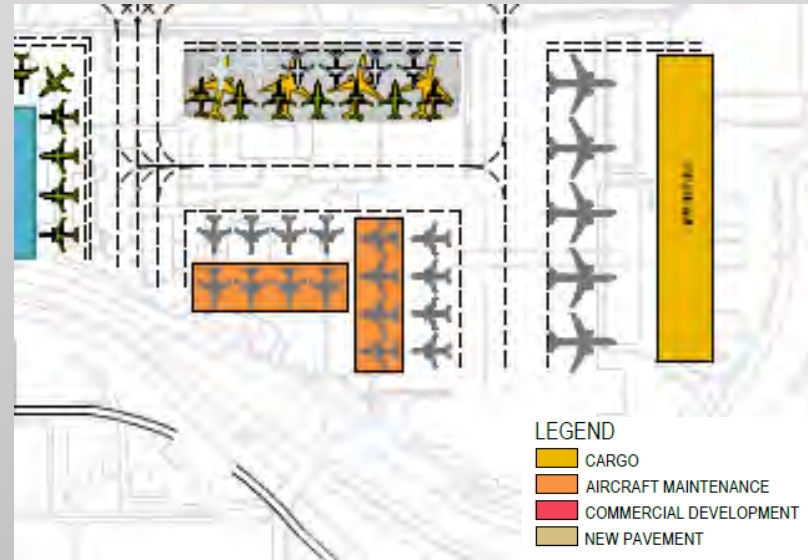 LEGEND
CARGO
AIRCRAFT MAINTENANCE
COMMERCIAL DEVELOPMENT
NEW PAVEMENT